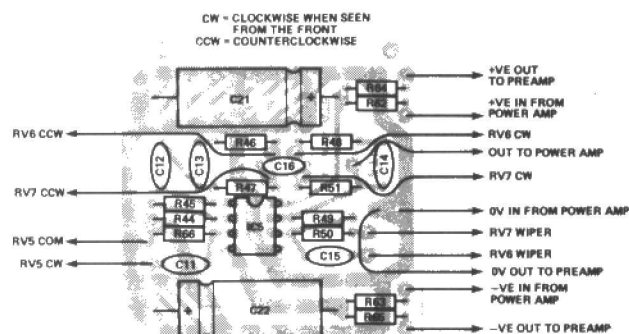 CW = CLOCKWISE WHEN SEEN
FROM THE FRONT
CCW = COUNTERCLOCKWISE
+VE OUT
TO PREAMP
R64
C21
+
R62
+VE IN FROM
POWER AMP
RV6 CCW
R46
R48
RV6 CW
OUT TO POWER AMP
C12
C13
C16
C14
RV7 CCW
R47
R51
RV7 CW
R45
R44
R49
0V IN FROM POWER AMP
R66
IC5
R50
RV7 WIPER
RV5 COM
C15
RV6 WIPER
RV5 CW
C11
0V OUT TO PREAMP
-VE IN FROM
POWER AMP
R63
+
C22
R65
-VE OUT TO PREAMP